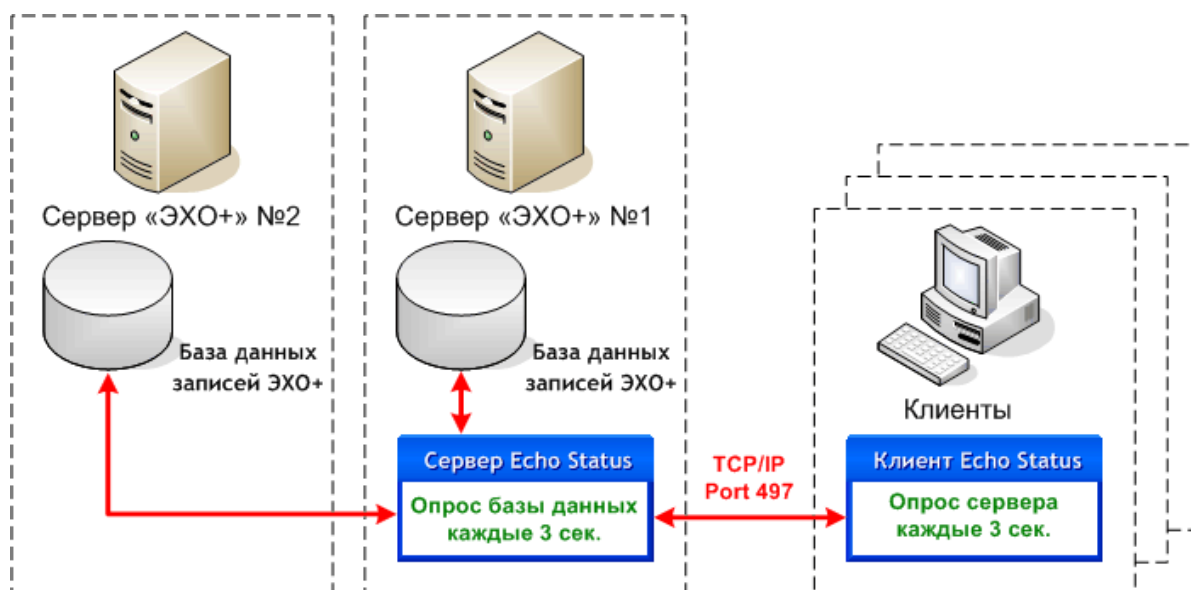 Сервер «ЭХО+» №2
База данных
записей ЭХО+
Сервер «ЭХО+» №1
База данных
записей ЭХО+
Сервер Echo Status
Опрос базы данных
каждые 3 сек.
TCP/IP
Port 497
Клиенты
Клиент Echo Status
Опрос сервера
каждые 3 сек.